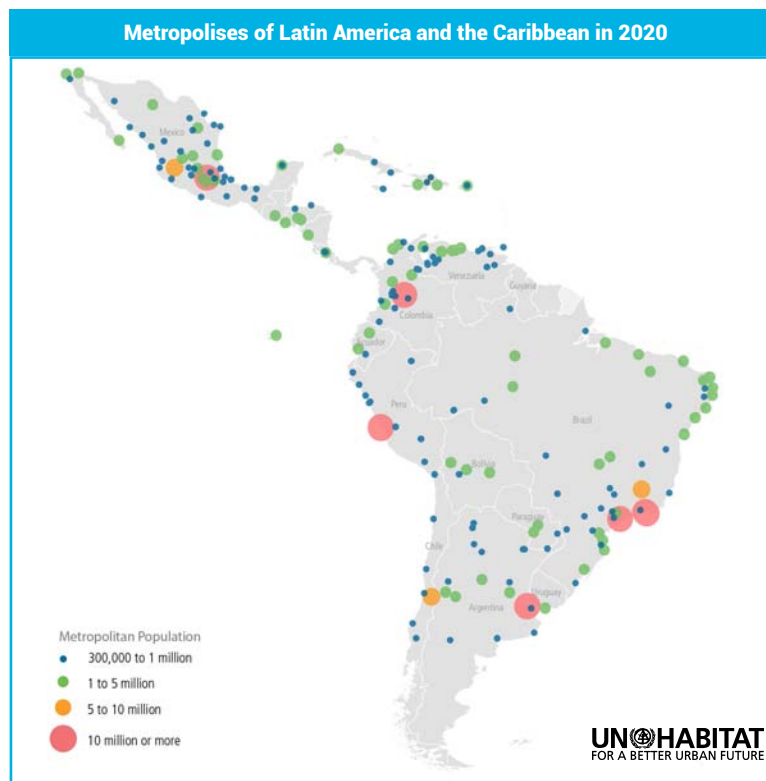 Metropolises of Latin America and the Caribbean in 2020
Mexico
Venezuela
Guyana
Colombia
Ecuador
Peru
Brazil
Bolivia
Paraguay
Chile
Uruguay
Argentina
Metropolitan Population
300,000 to 1 million
1 to 5 million
5 to 10 million
10 million or more
UN HABITAT
FOR A BETTER URBAN FUTURE